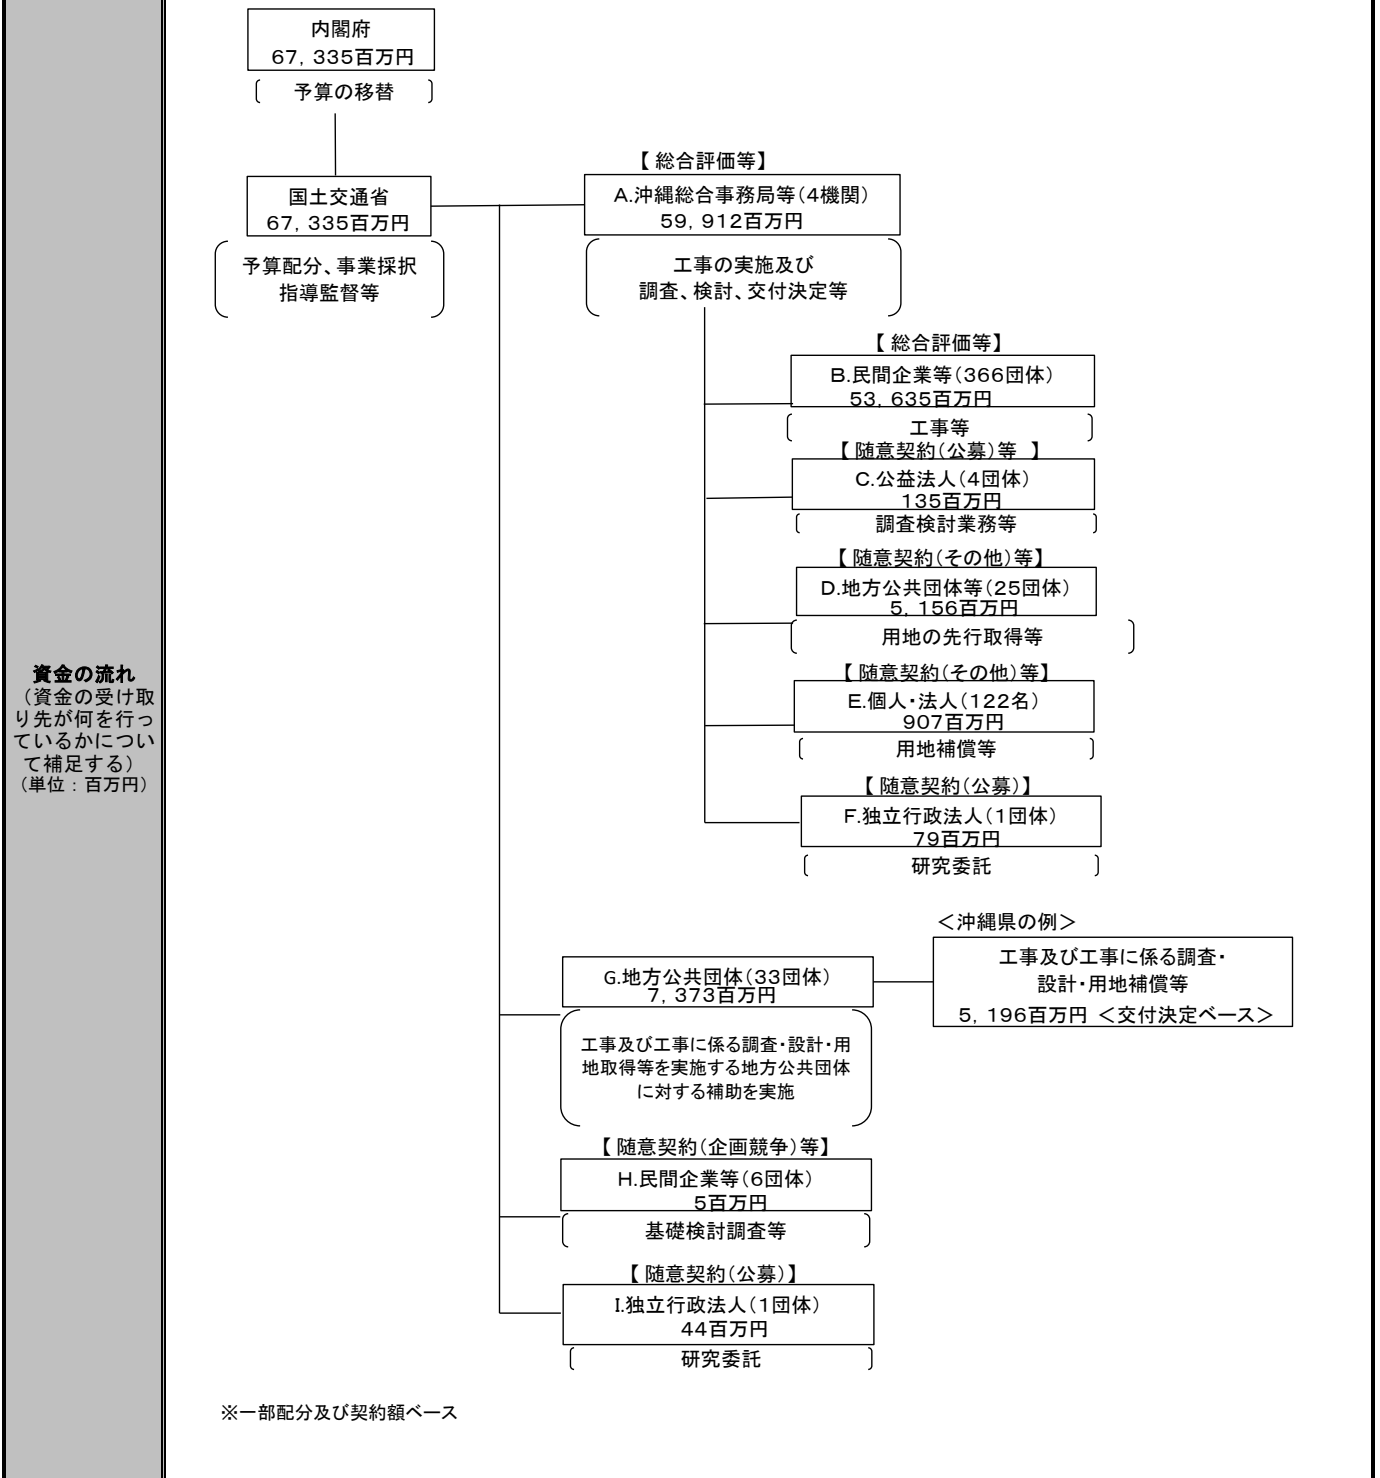 資金の流れ
（資金の受け取
り先が何を行っ
ているかについ
て補足する）
（単位：百万円）
内閣府
67，335百万円
予算の移替
国土交通省
67，335百万円
予算配分、事業採択
指導監督等
【総合評価等】
A.沖縄総合事務局等（4機関）
59，912百万円
工事の実施及び
調査、検討、交付決定等
【総合評価等】
B.民間企業等（366団体）
53，635百万円
工事等
【随意契約（公募）等　】
C.公益法人（4団体）
135百万円
調査検討業務等
【随意契約（その他）等】
D.地方公共団体等（25団体）
5，156百万円
用地の先行取得等
【随意契約（その他）等】
E.個人・法人（122名）
907百万円
用地補償等
【随意契約（公募）】
F.独立行政法人（1団体）
79百万円
研究委託
G.地方公共団体（33団体）
7，373百万円
工事及び工事に係る調査・設計・用
地取得等を実施する地方公共団体
に対する補助を実施
＜沖縄県の例＞
工事及び工事に係る調査・
設計・用地補償等
5，196百万円 ＜交付決定ベース＞
【随意契約（企画競争）等】
H.民間企業等（6団体）
5百万円
基礎検討調査等
【随意契約（公募）】
I.独立行政法人（1団体）
44百万円
研究委託
※一部配分及び契約額ベース